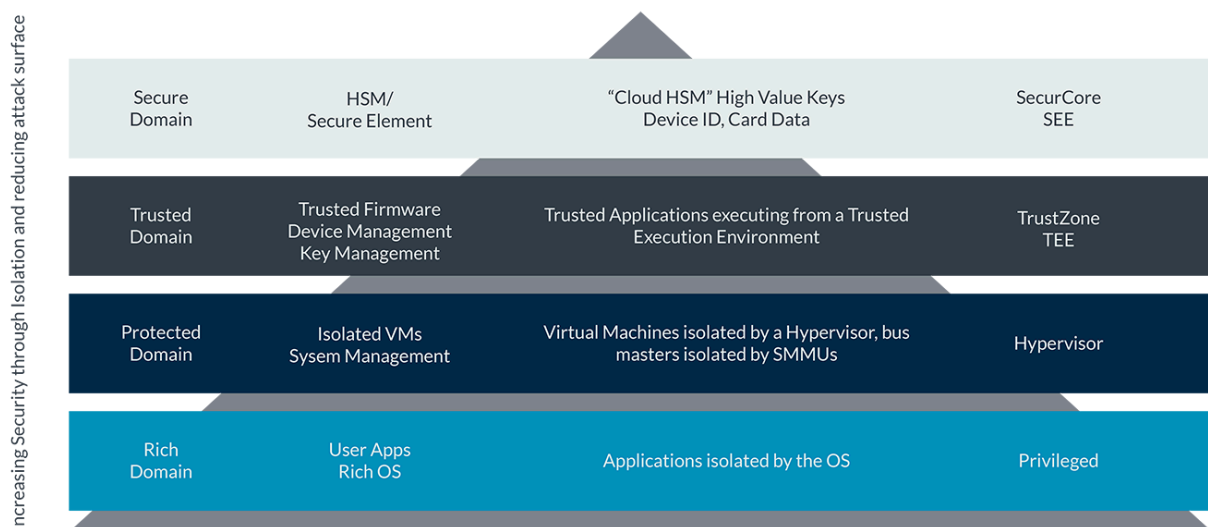 ncreasing Security through Isolation and reducing attack surface
Secure
Domain
HSM/
Secure Element
“Cloud HSM” High Value Keys
Device ID, Card Data
SecurCore
SEE
Trusted
Domain
Trusted Firmware
Device Management
Key Management
Trusted Applications executing from a Trusted
Execution Environment
TrustZone
TEE
Protected
Domain
Isolated VMs
Sysem Management
Virtual Machines isolated by a Hypervisor, bus
masters isolated by SMMUs
Hypervisor
Rich
Domain
User Apps
Rich OS
Applications isolated by the OS
Privileged